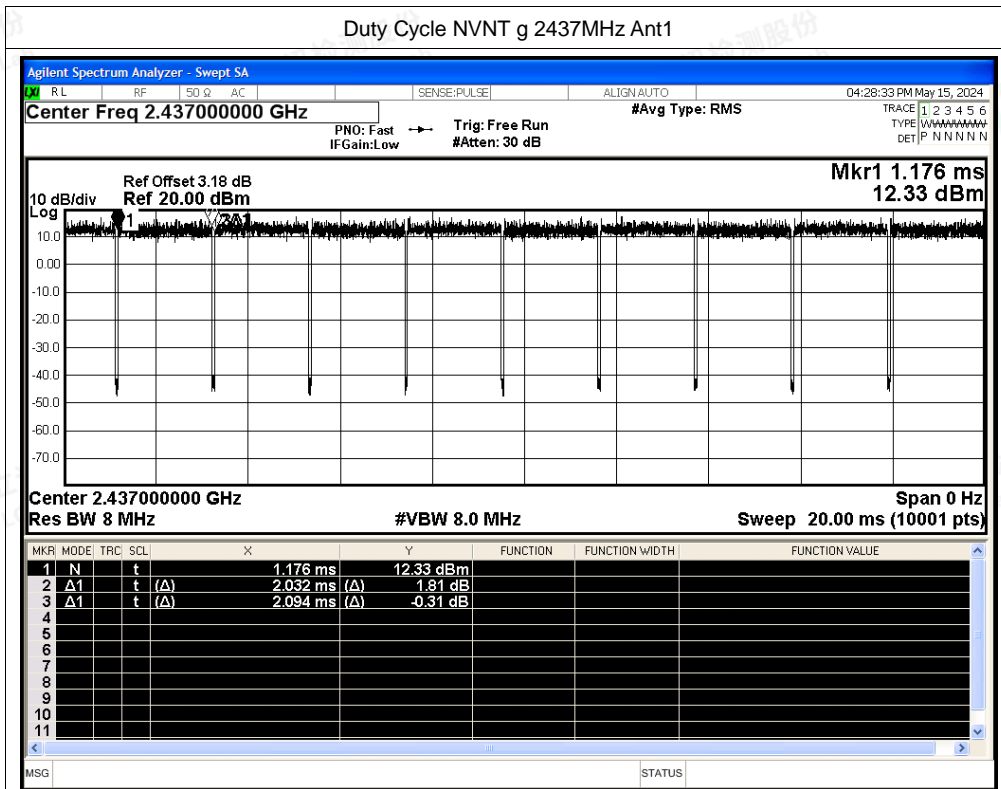 Duty Cycle NVNT g 2437MHz Ant1
Agilent Spectrum Analyzer - Swept SA
LXI RL RF 50 Ω AC SENSE:PULSE ALIGN AUTO 04:28:33 PM May 15, 2024
Center Freq 2.437000000 GHz #Avg Type: RMS TRACE 1 2 3 4 5 6
PNO: Fast Trig: Free Run TYPE WWWWWW
IFGain:Low #Atten: 30 dB DET P N N N N N
Mkr1 1.176 ms
Ref Offset 3.18 dB
10 dB/div Ref 20.00 dBm 12.33 dBm
Log
1 3Δ1
10.0
0.00
-10.0
-20.0
-30.0
-40.0
-50.0
-60.0
-70.0
Center 2.437000000 GHz Span 0 Hz
Res BW 8 MHz #VBW 8.0 MHz Sweep 20.00 ms (10001 pts)
MKR MODE TRC SCL X Y FUNCTION FUNCTION WIDTH FUNCTION VALUE
1 N t 1.176 ms 12.33 dBm
2 Δ1 t (Δ) 2.032 ms (Δ) 1.81 dB
3 Δ1 t (Δ) 2.094 ms (Δ) -0.31 dB
4
5
6
7
8
9
10
11
MSG STATUS